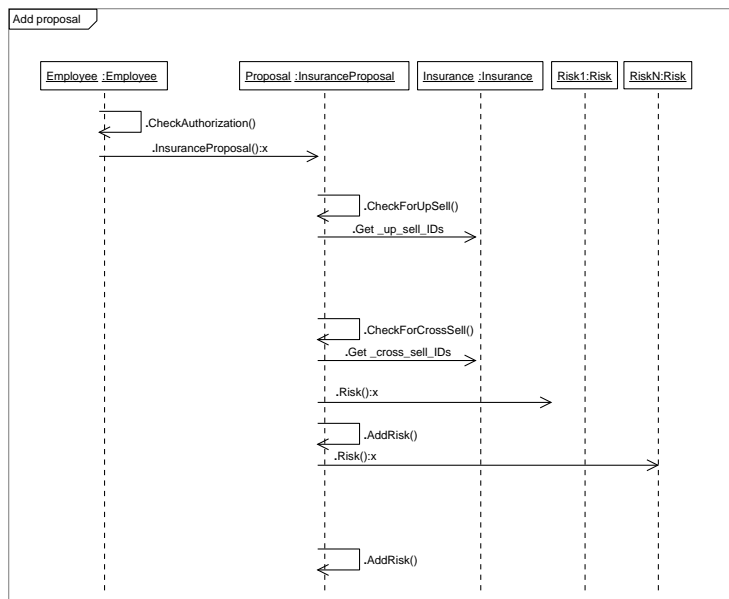 Add proposal
Employee :Employee
Proposal :InsuranceProposal
Insurance :Insurance
Risk1:Risk
RiskN:Risk
.CheckAuthorization()
.InsuranceProposal():x
.CheckForUpSell()
.Get _up_sell_IDs
.CheckForCrossSell()
.Get _cross_sell_IDs
.Risk():x
.AddRisk()
.Risk():x
.AddRisk()